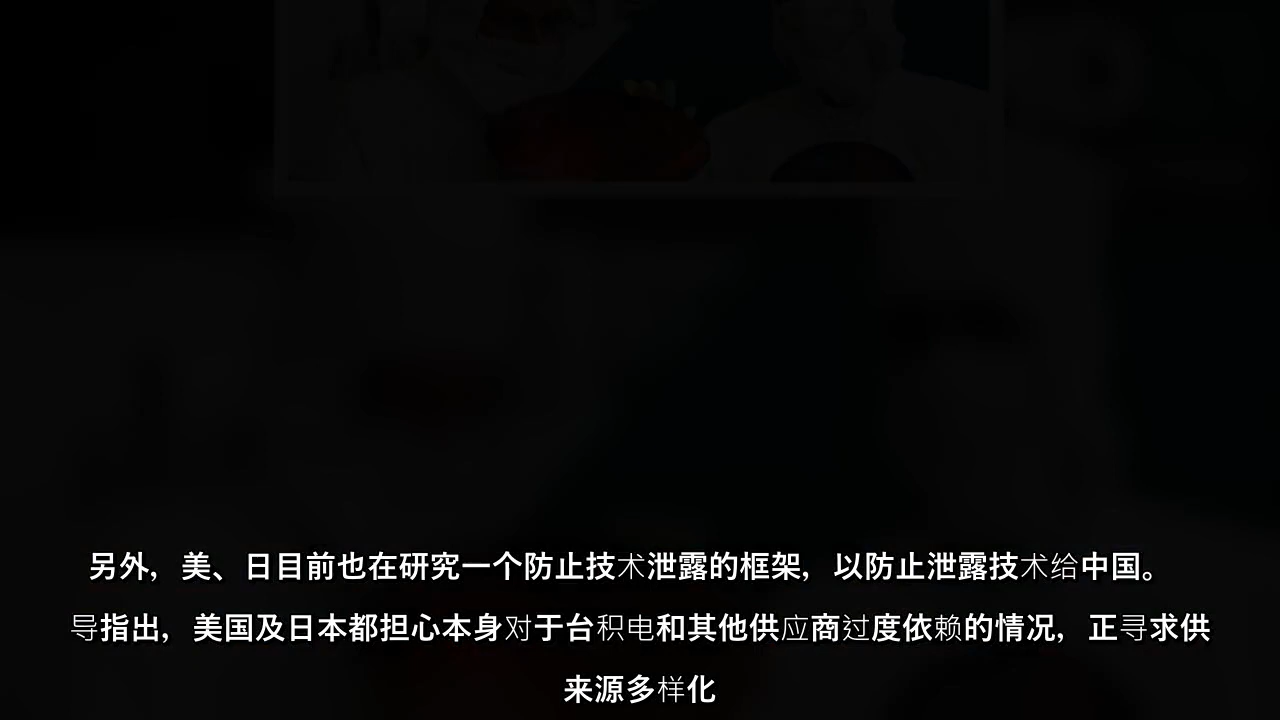 另外，美、日目前也在研究一个防止技术泄露的框架，以防止泄露技术给中国。
导指出，美国及日本都担心本身对于台积电和其他供应商过度依赖的情况，正寻求供
来源多样化